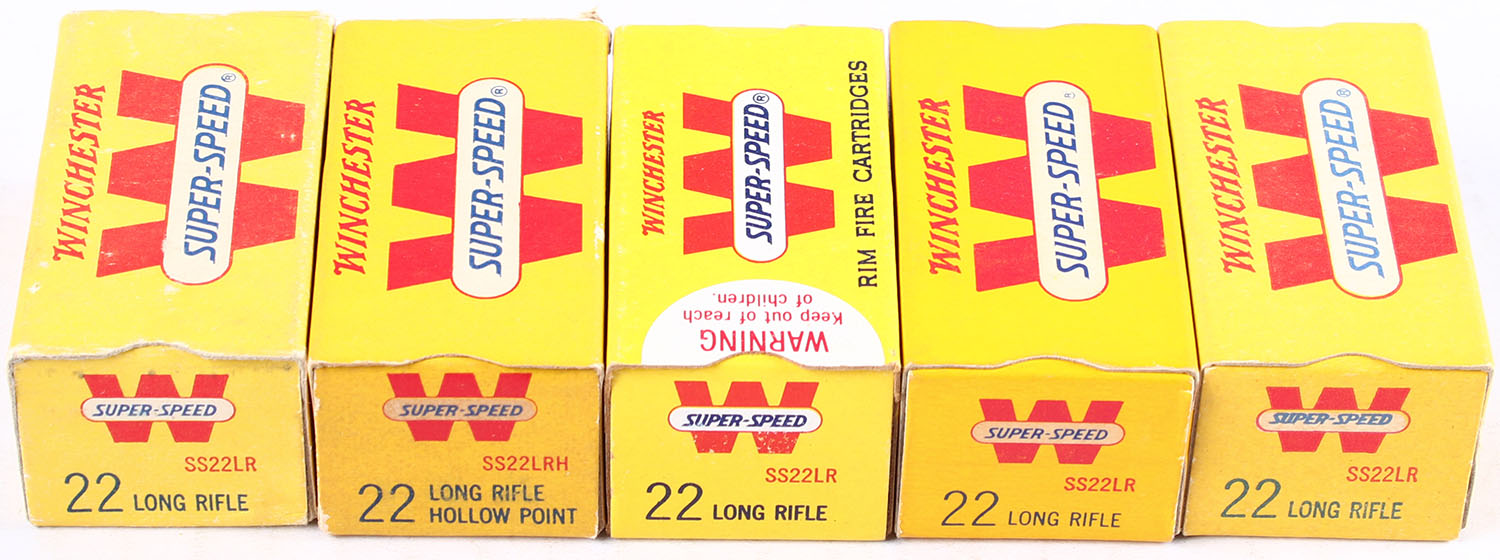 WINCHESTER
SUPER-SPEED®
SUPER-SPEED
SS22LR
22 LONG RIFLE
WINCHESTER
SUPER-SPEED®
SUPER-SPEED
SS22LRH
22 LONG RIFLE
HOLLOW POINT
WINCHESTER
SUPER-SPEED®
RIM FIRE CARTRIDGES
WARNING
Keep out of reach
of children.
SUPER-SPEED
SS22LR
22 LONG RIFLE
WINCHESTER
SUPER-SPEED®
SUPER-SPEED
SS22LR
22 LONG RIFLE
WINCHESTER
SUPER-SPEED®
SUPER-SPEED
SS22LR
22 LONG RIFLE